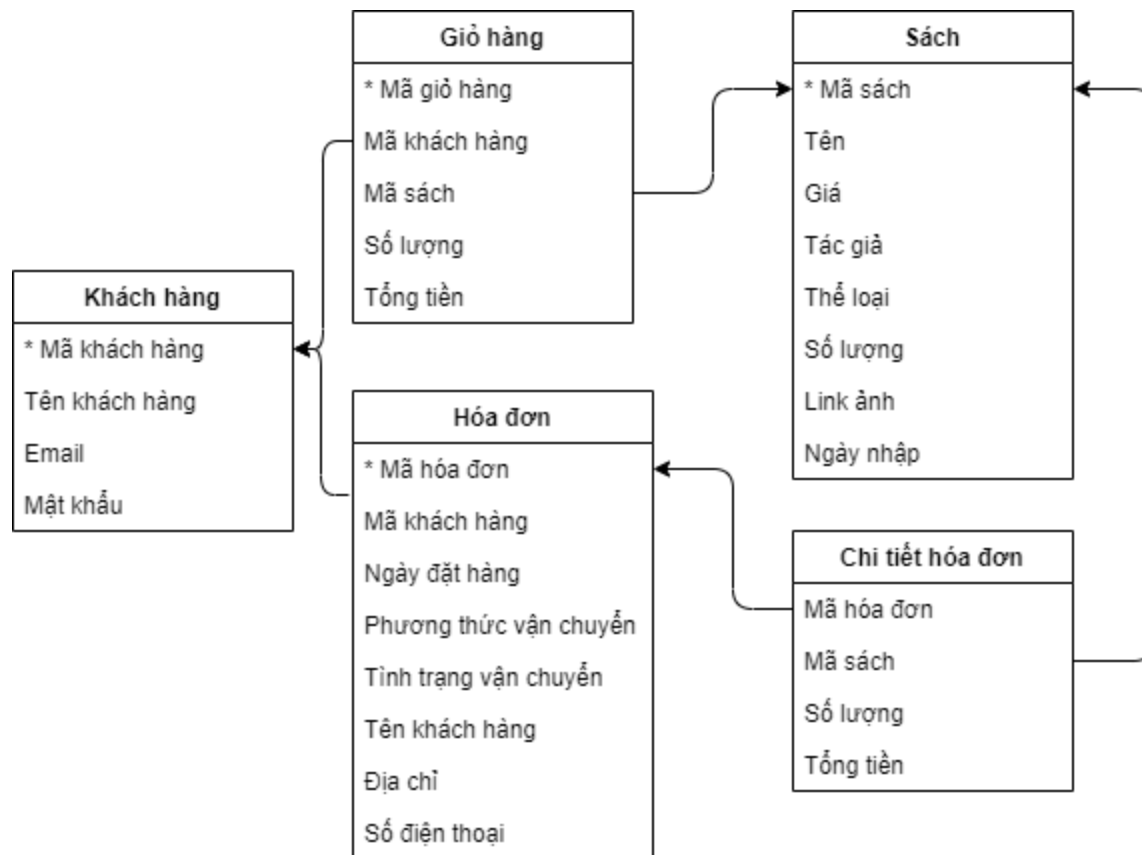 Giỏ hàng
* Mã giỏ hàng
Mã khách hàng
Mã sách
Số lượng
Tổng tiền
Sách
* Mã sách
Tên
Giá
Tác giả
Thể loại
Số lượng
Link ảnh
Ngày nhập
Khách hàng
* Mã khách hàng
Tên khách hàng
Email
Mật khẩu
Hóa đơn
* Mã hóa đơn
Mã khách hàng
Ngày đặt hàng
Phương thức vận chuyển
Tình trạng vận chuyển
Tên khách hàng
Địa chỉ
Số điện thoại
Chi tiết hóa đơn
Mã hóa đơn
Mã sách
Số lượng
Tổng tiền